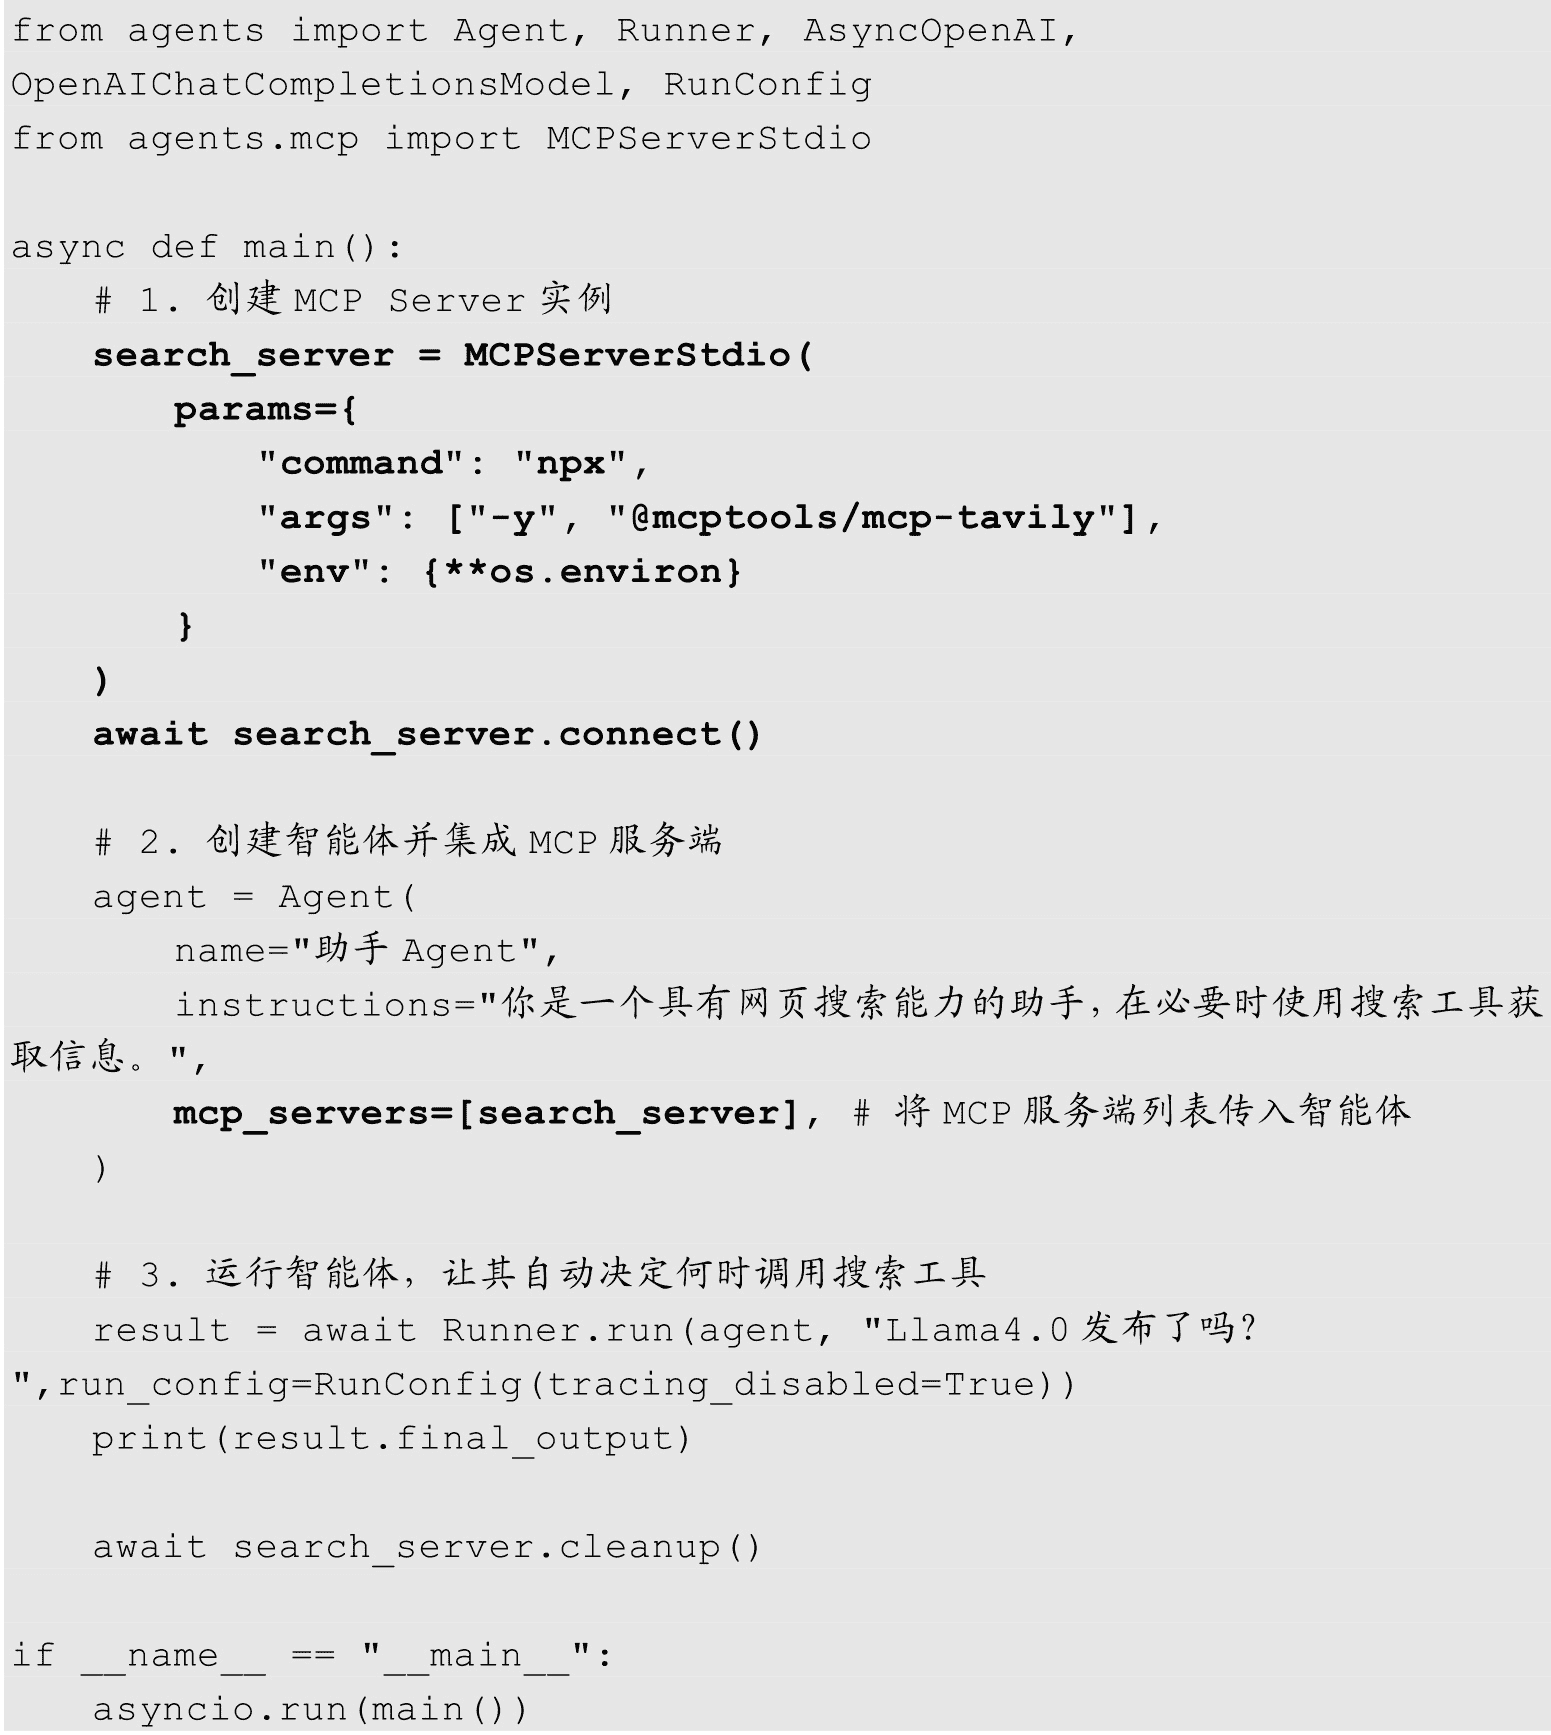 from agents import Agent, Runner, AsyncOpenAI,
OpenAIChatCompletionsModel, RunConfig
from agents.mcp import MCPServerStdio
async def main():
# 1. 创建 MCP Server 实例
search_server = MCPServerStdio(
params={
"command": "npx",
"args": ["-y", "@mcptools/mcp-tavily"],
"env": {**os.environ}
}
)
await search_server.connect()
# 2. 创建智能体并集成 MCP 服务端
agent = Agent(
name="助手 Agent",
instructions="你是一个具有网页搜索能力的助手，在必要时使用搜索工具获
取信息。",
mcp_servers=[search_server], # 将 MCP 服务端列表传入智能体
)
# 3. 运行智能体，让其自动决定何时调用搜索工具
result = await Runner.run(agent, "Llama4.0 发布了吗？
",run_config=RunConfig(tracing_disabled=True))
print(result.final_output)
await search_server.cleanup()
if __name__ == "__main__":
asyncio.run(main())